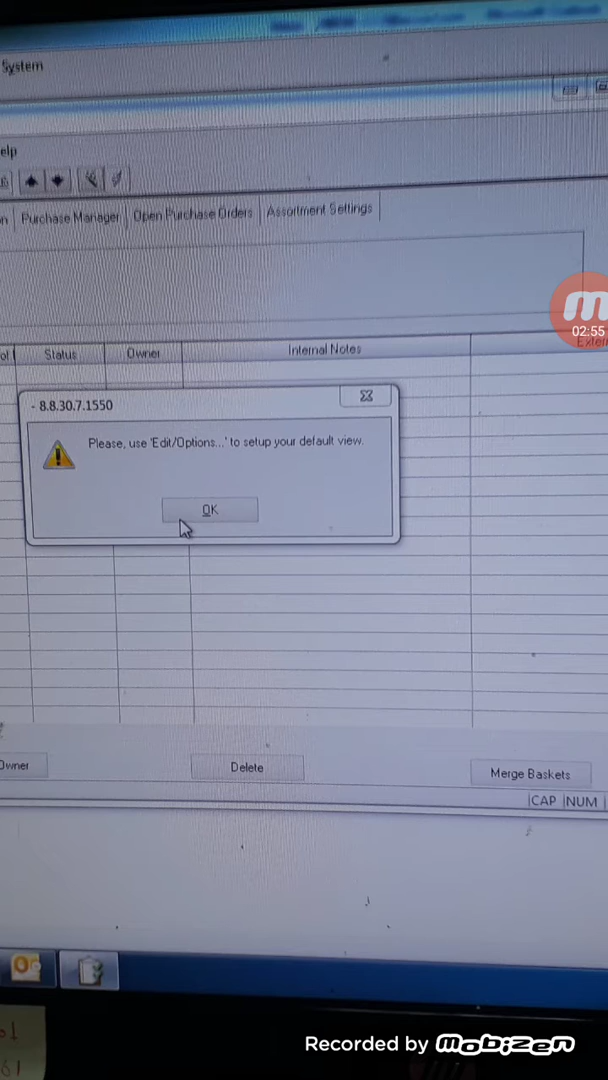 System
elp
Purchase Manager
Open Purchase Orders
Assortment Settings
02:55
Status
Owner
Internal Notes
- 8.8.30.7.1550
Please, use 'Edit/Options...' to setup your default view.
OK
Owner
Delete
Merge Baskets
CAP NUM
61
Recorded by mobizen